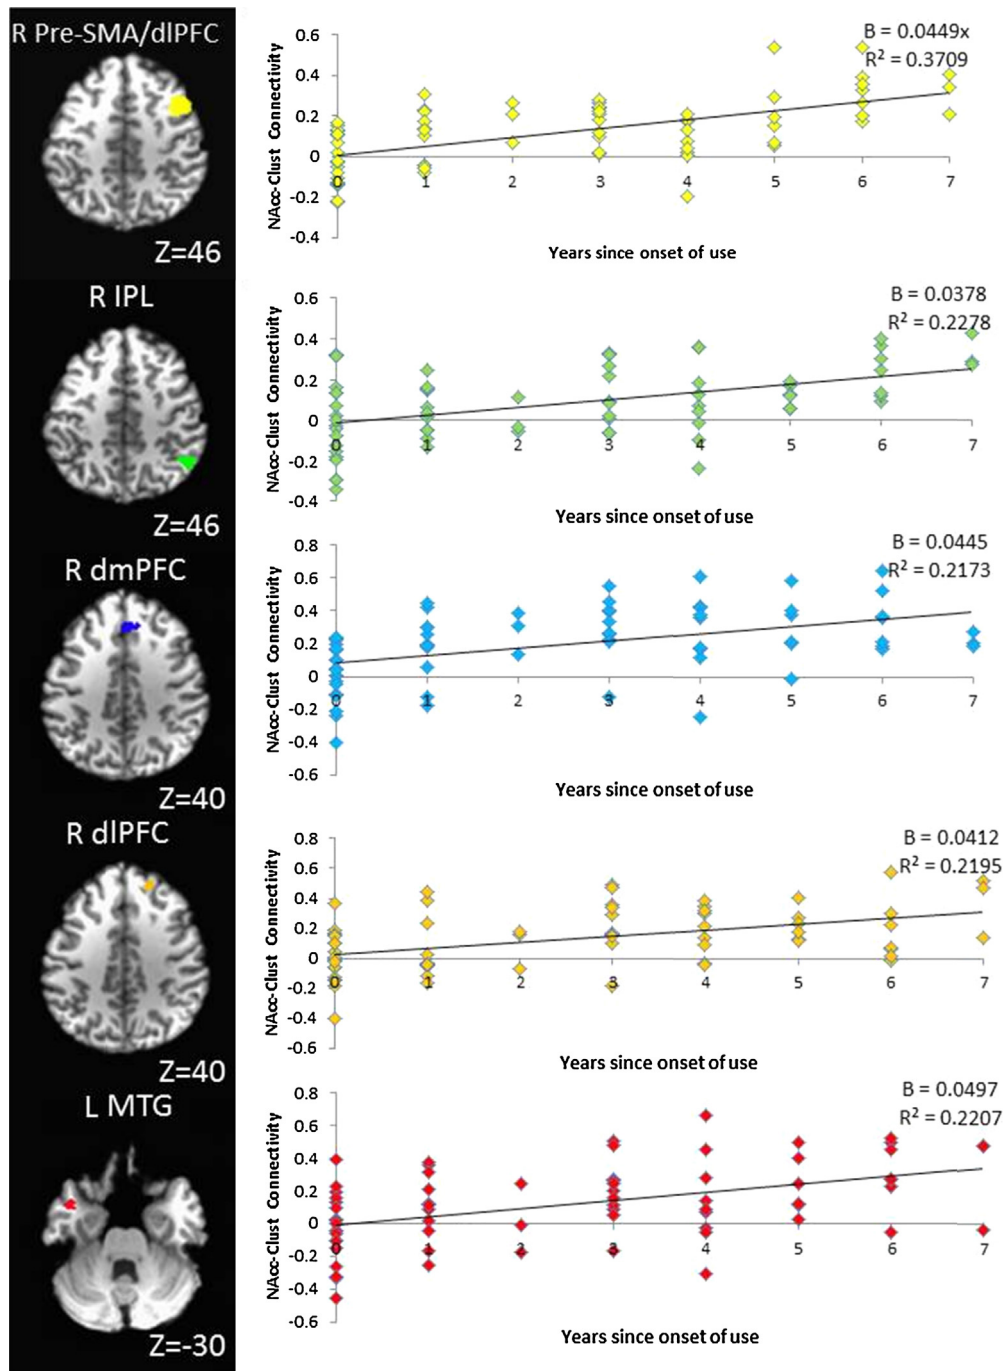 R Pre-SMA/dlPFC
Z=46
NAcc-Clust Connectivity
0.6
0.4
0.2
0
-0.2
-0.4
0 1 2 3 4 5 6 7
B = 0.0449x
R² = 0.3709
Years since onset of use
R IPL
Z=46
NAcc-Clust Connectivity
0.6
0.4
0.2
0
-0.2
-0.4
0 1 2 3 4 5 6 7
B = 0.0378
R² = 0.2278
Years since onset of use
R dmPFC
Z=40
NAcc-Clust Connectivity
0.8
0.6
0.4
0.2
0
-0.2
-0.4
-0.6
0 1 2 3 4 5 6 7
B = 0.0445
R² = 0.2173
Years since onset of use
R dlPFC
Z=40
NAcc-Clust Connectivity
0.8
0.6
0.4
0.2
0
-0.2
-0.4
-0.6
0 1 2 3 4 5 6 7
B = 0.0412
R² = 0.2195
Years since onset of use
L MTG
Z=-30
NAcc-Clust Connectivity
0.8
0.6
0.4
0.2
0
-0.2
-0.4
-0.6
0 1 2 3 4 5 6 7
B = 0.0497
R² = 0.2207
Years since onset of use